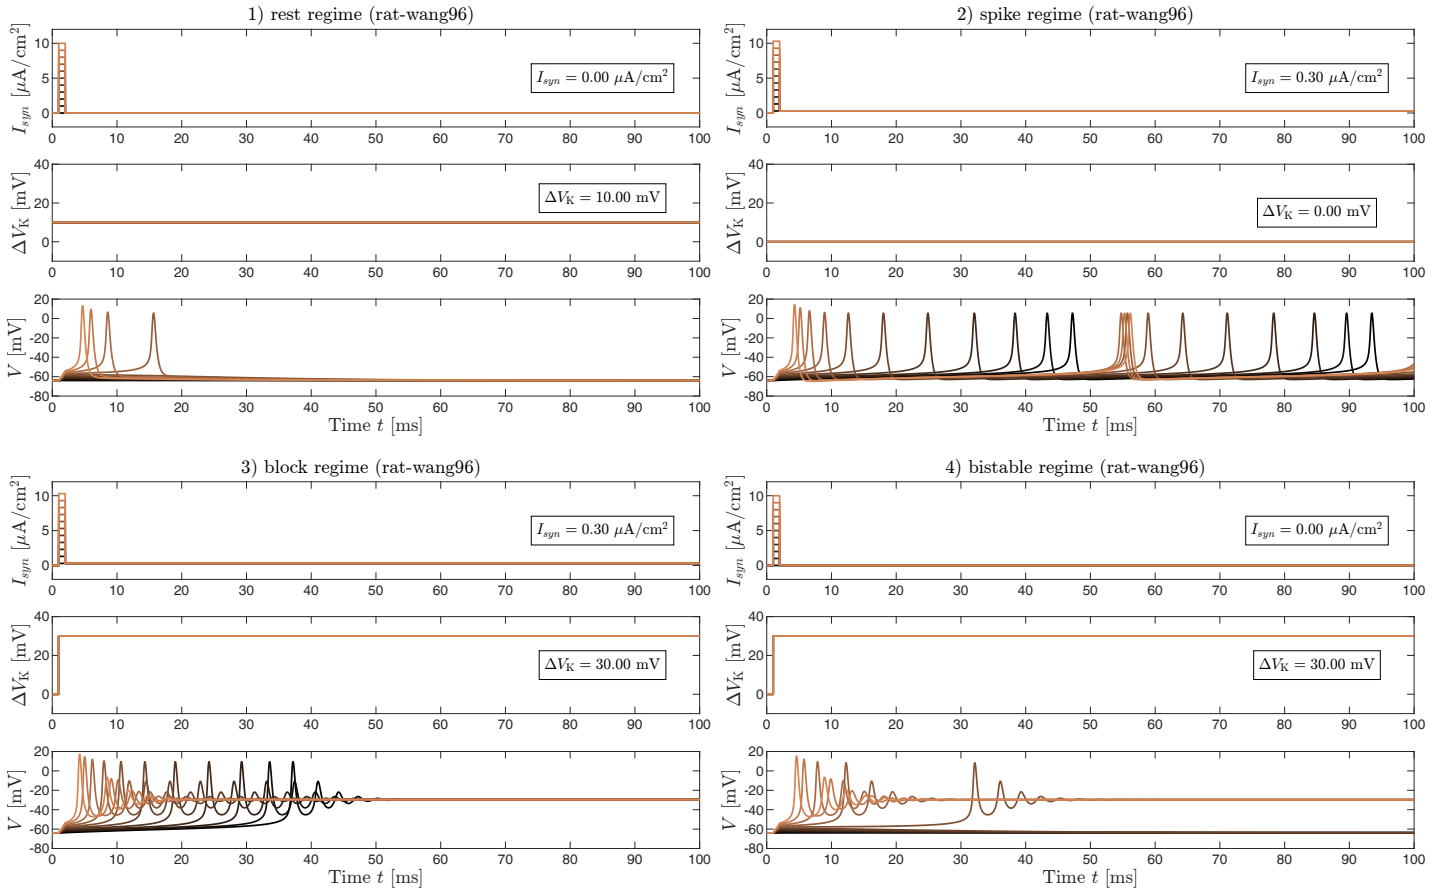 1) rest regime (rat-wang96)
I_syn [μA/cm²]
10
5
0
I_syn = 0.00 μA/cm²
0 10 20 30 40 50 60 70 80 90 100
ΔV_K [mV]
40
20
0
ΔV_K = 10.00 mV
0 10 20 30 40 50 60 70 80 90 100
V [mV]
20
0
-20
-40
-60
-80
0 10 20 30 40 50 60 70 80 90 100
Time t [ms]
2) spike regime (rat-wang96)
I_syn [μA/cm²]
10
5
0
I_syn = 0.30 μA/cm²
0 10 20 30 40 50 60 70 80 90 100
ΔV_K [mV]
40
20
0
ΔV_K = 0.00 mV
0 10 20 30 40 50 60 70 80 90 100
V [mV]
20
0
-20
-40
-60
-80
0 10 20 30 40 50 60 70 80 90 100
Time t [ms]
3) block regime (rat-wang96)
I_syn [μA/cm²]
10
5
0
I_syn = 0.30 μA/cm²
0 10 20 30 40 50 60 70 80 90 100
ΔV_K [mV]
40
20
0
ΔV_K = 30.00 mV
0 10 20 30 40 50 60 70 80 90 100
V [mV]
20
0
-20
-40
-60
-80
0 10 20 30 40 50 60 70 80 90 100
Time t [ms]
4) bistable regime (rat-wang96)
I_syn [μA/cm²]
10
5
0
I_syn = 0.00 μA/cm²
0 10 20 30 40 50 60 70 80 90 100
ΔV_K [mV]
40
20
0
ΔV_K = 30.00 mV
0 10 20 30 40 50 60 70 80 90 100
V [mV]
20
0
-20
-40
-60
-80
0 10 20 30 40 50 60 70 80 90 100
Time t [ms]